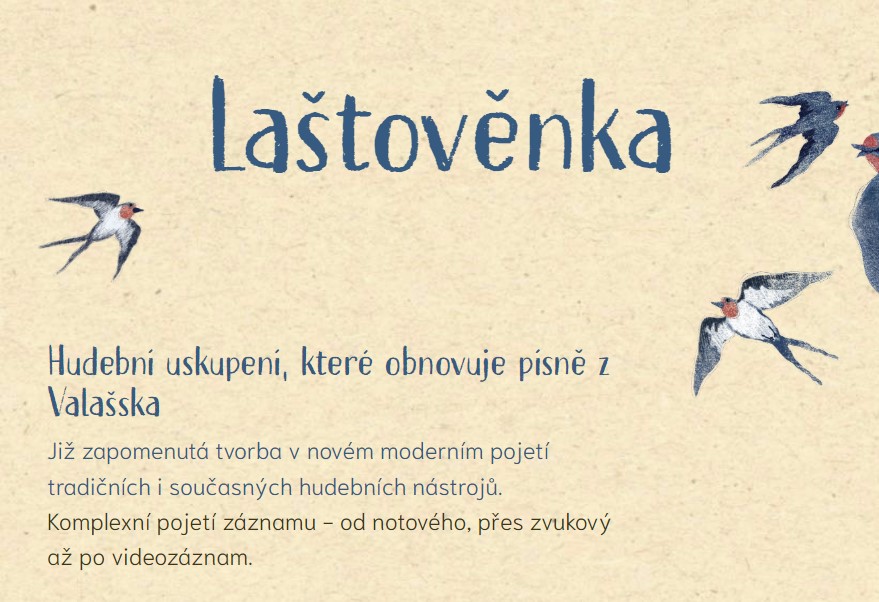 Laštověnka
Hudební uskupení, které obnovuje písně z
Valašska
Již zapomenutá tvorba v novém moderním pojetí
tradičních i současných hudebních nástrojů.
Komplexní pojetí záznamu – od notového, přes zvukový
až po videozáznam.